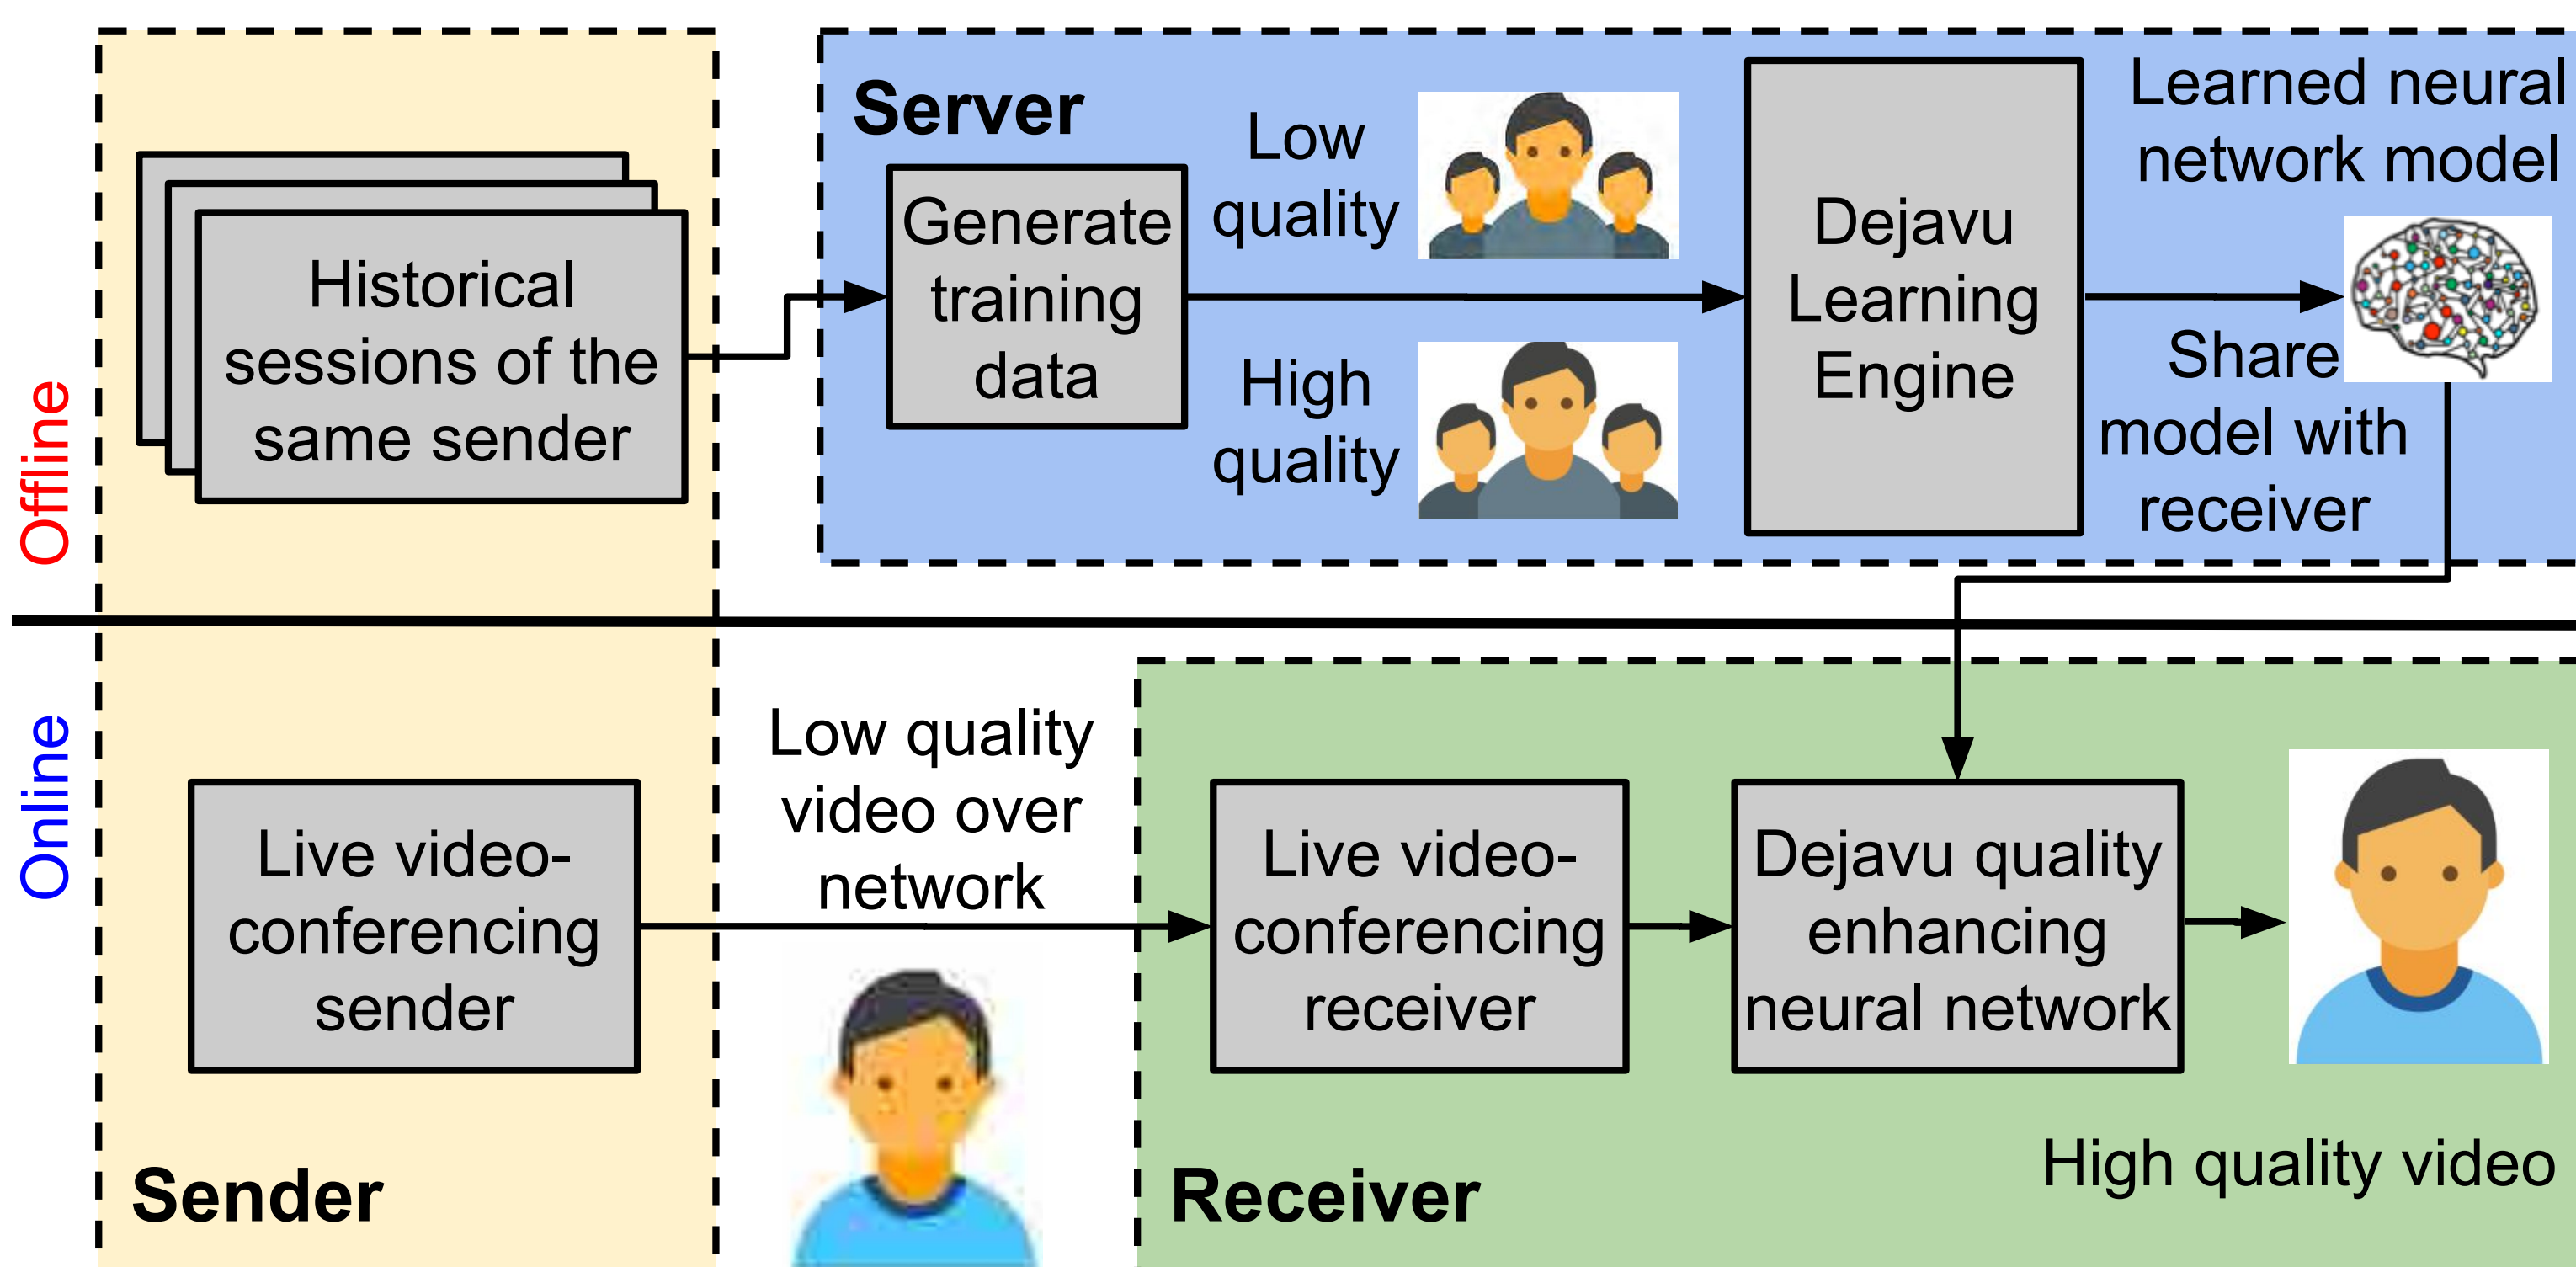 Offline
Historical
sessions of the
same sender
Server
Generate
training
data
Low
quality
High
quality
Dejavu
Learning
Engine
Learned neural
network model
Share
model with
receiver
Online
Live video-
conferencing
sender
Sender
Low quality
video over
network
Live video-
conferencing
receiver
Dejavu quality
enhancing
neural network
High quality video
Receiver